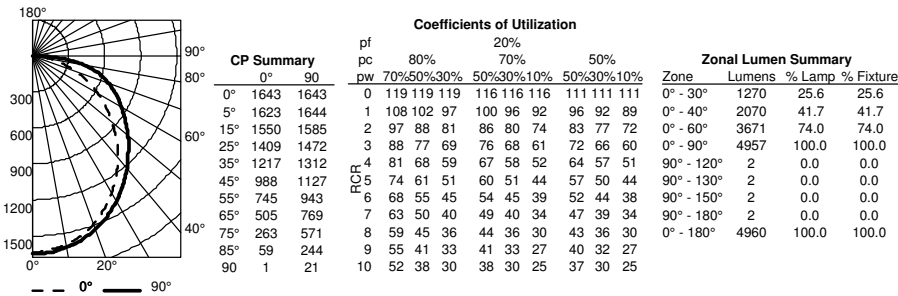 180°
90°
80°
60°
40°
300
600
900
1200
1500
0° 20°
0° 90°
CP Summary
0° 90
0° 1643 1643
5° 1623 1644
15° 1550 1585
25° 1409 1472
35° 1217 1312
45° 988 1127
55° 745 943
65° 505 769
75° 263 571
85° 59 244
90 1 21
Coefficients of Utilization
pf 20%
pc 80% 70% 50%
pw 70%50%30% 50%30%10% 50%30%10%
RCR
0 119 119 119 116 116 116 111 111 111
1 108 102 97 100 96 92 96 92 89
2 97 88 81 86 80 74 83 77 72
3 88 77 69 76 68 61 72 66 60
4 81 68 59 67 58 52 64 57 51
5 74 61 51 60 51 44 57 50 44
6 68 55 45 54 45 39 52 44 38
7 63 50 40 49 40 34 47 39 34
8 59 45 36 44 36 30 43 36 30
9 55 41 33 41 33 27 40 32 27
10 52 38 30 38 30 25 37 30 25
Zonal Lumen Summary
Zone Lumens % Lamp % Fixture
0° - 30° 1270 25.6 25.6
0° - 40° 2070 41.7 41.7
0° - 60° 3671 74.0 74.0
0° - 90° 4957 100.0 100.0
90° - 120° 2 0.0 0.0
90° - 130° 2 0.0 0.0
90° - 150° 2 0.0 0.0
90° - 180° 2 0.0 0.0
0° - 180° 4960 100.0 100.0